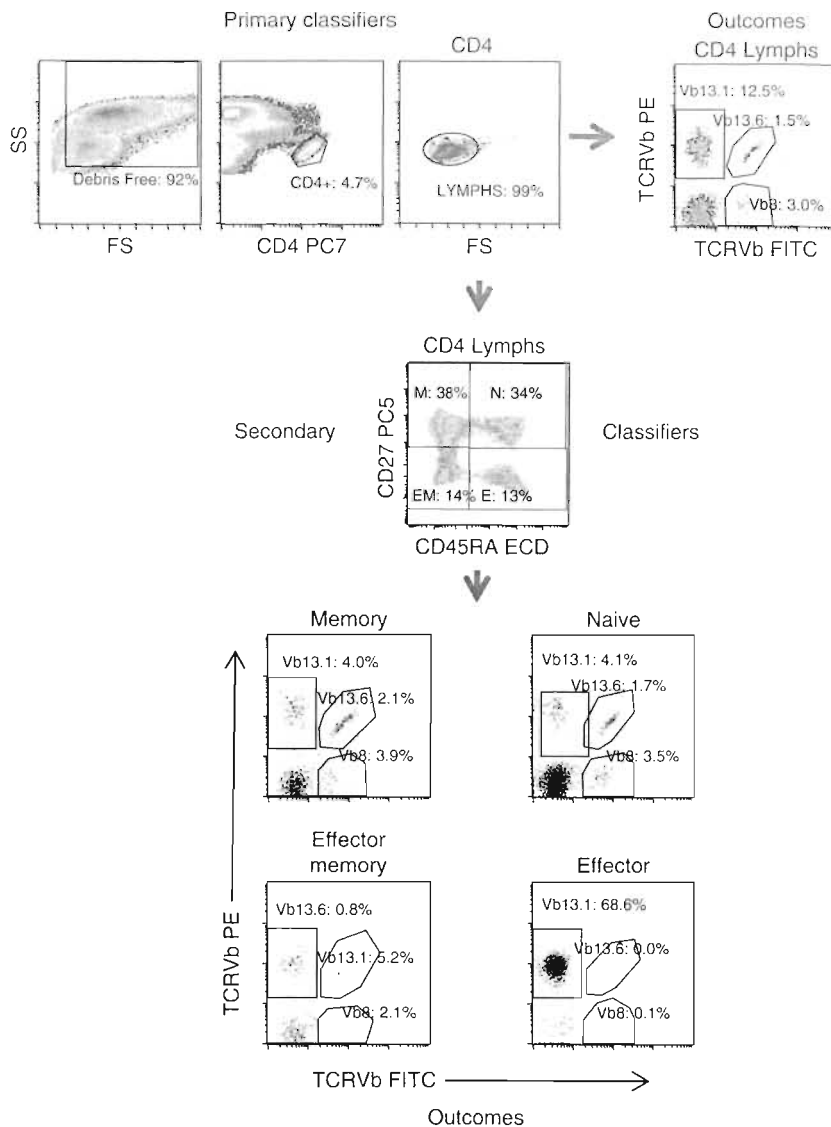 Primary classifiers
Outcomes
CD4
CD4 Lymphs
SS
Debris Free: 92%
FS
CD4+: 4.7%
CD4 PC7
LYMPHS: 99%
FS
TCRVb PE
Vb13.1: 12.5%
Vb13.6: 1.5%
Vb8: 3.0%
TCRVb FITC
CD4 Lymphs
Secondary
CD27 PC5
M: 38%
N: 34%
EM: 14%
E: 13%
Classifiers
CD45RA ECD
Memory
Vb13.1: 4.0%
Vb13.6: 2.1%
Vb8: 3.9%
Naive
Vb13.1: 4.1%
Vb13.6: 1.7%
Vb8: 3.5%
TCRVb PE
Effector
memory
Vb13.6: 0.8%
Vb13.1: 5.2%
Vb8: 2.1%
Effector
Vb13.1: 68.6%
Vb13.6: 0.0%
Vb8: 0.1%
TCRVb FITC
Outcomes